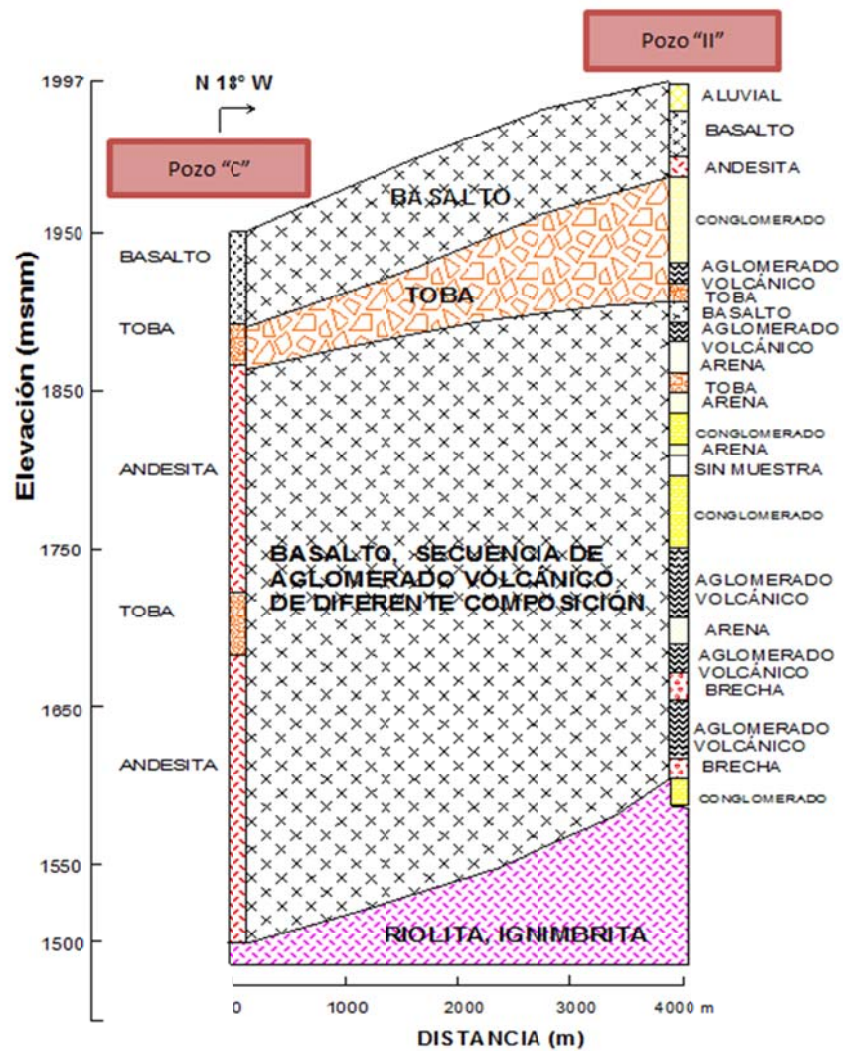 Pozo "II"
1997
N 18° W
ALUVIAL
BASALTO
Pozo "C"
ANDESITA
BASALTO
CONGLOMERADO
1950
BASALTO
AGLOMERADO
VOLCÁNICO
TOBA
TOBA
BASALTO
TOBA
AGLOMERADO
VOLCÁNICO
ARENA
1850
TOBA
ARENA
CONGLOMERADO
ARENA
ANDESITA
SIN MUESTRA
CONGLOMERADO
Elevación (msnm)
1750
BASALTO, SECUENCIA DE
AGLOMERADO VOLCÁNICO
DE DIFERENTE COMPOSICIÓN
AGLOMERADO
VOLCÁNICO
TOBA
ARENA
AGLOMERADO
VOLCÁNICO
BRECHA
1650
AGLOMERADO
VOLCÁNICO
ANDESITA
BRECHA
CONGLOMERADO
1550
1500
RIOLITA, IGNIMBRITA
0 1000 2000 3000 4000 m
DISTANCIA (m)